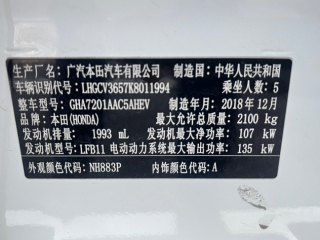 生产厂名: 广汽本田汽车有限公司 制造国: 中华人民共和国
车辆识别代号: LHGCV3657K8011994 乘坐人数: 5
整车型号: GHA7201AAC5AHEV 制造年月: 2018年12月
品牌: 本田(HONDA) 最大允许总质量: 2100 kg
发动机排量: 1993 mL 发动机最大净功率: 107 kW
发动机型号: LFB11 电动动力系统最大输出功率: 135 kW
外观颜色代码: NH883P 内饰颜色代码: A